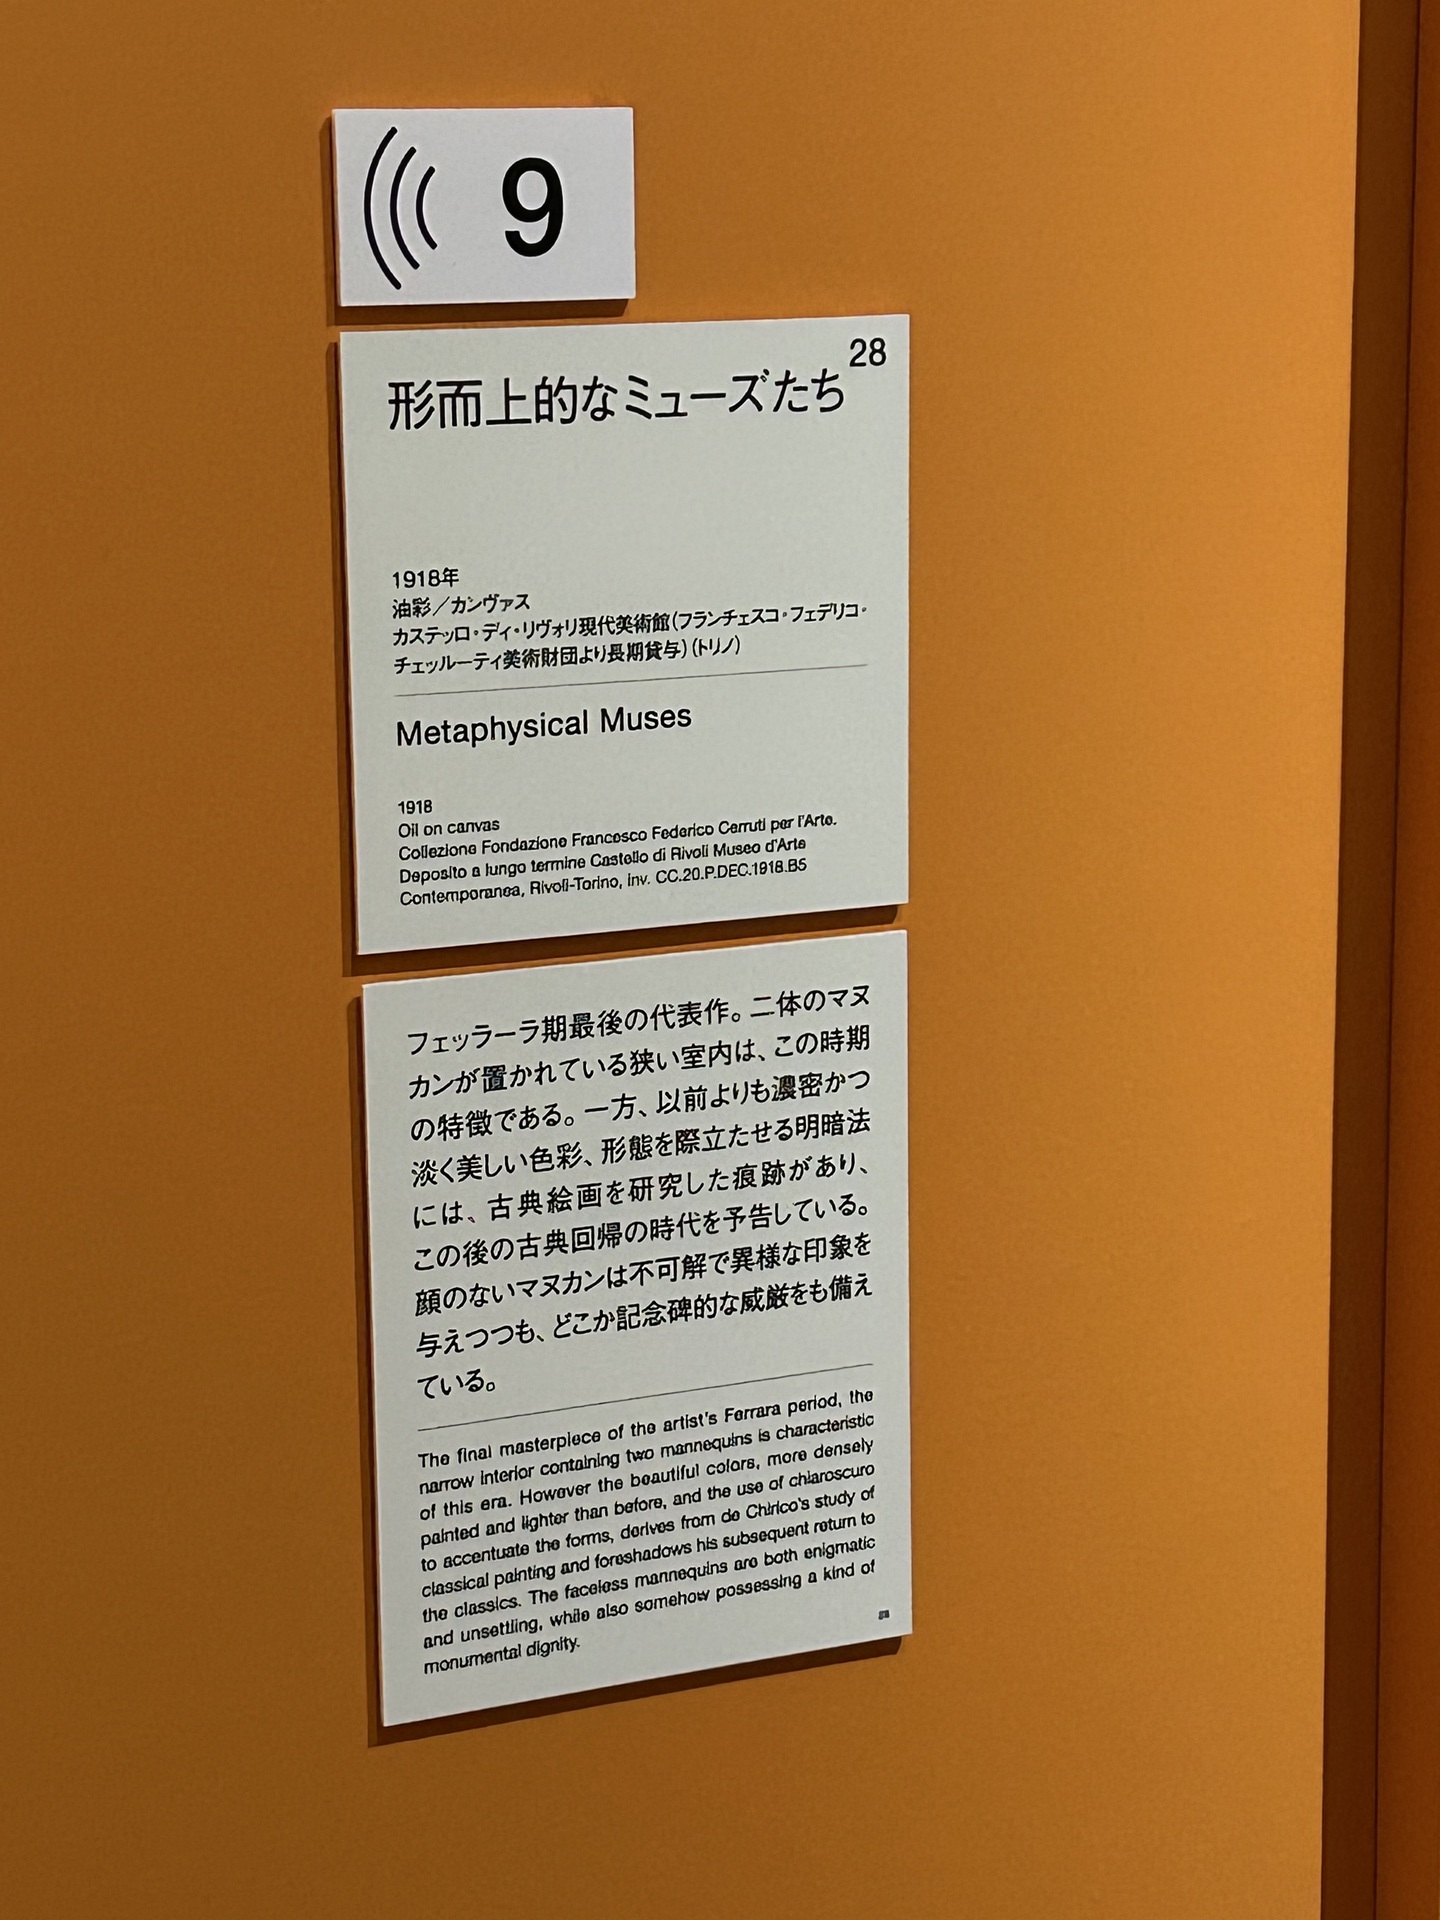 9
28
形而上的なミューズたち
1918年
油彩／カンヴァス
カステッロ・ディ・リヴォリ現代美術館（フランチェスコ・フェデリコ・
チェッルーティ美術財団より長期貸与）（トリノ）
Metaphysical Muses
1918
Oil on canvas
Collezione Fondazione Francesco Federico Cerruti per l'Arte.
Deposito a lungo termine Castello di Rivoli Museo d'Arte
Contemporanea, Rivoli-Torino, inv. CC.20.P.DEC.1918.B5
フェッラーラ期最後の代表作。二体のマヌ
カンが置かれている狭い室内は、この時期
の特徴である。一方、以前よりも濃密かつ
淡く美しい色彩、形態を際立たせる明暗法
には、古典絵画を研究した痕跡があり、
この後の古典回帰の時代を予告している。
顔のないマヌカンは不可解で異様な印象を
与えつつも、どこか記念碑的な威厳をも備え
ている。
The final masterpiece of the artist's Ferrara period, the
narrow interior containing two mannequins is characteristic
of this era. However the beautiful colors, more densely
painted and lighter than before, and the use of chiaroscuro
to accentuate the forms, derives from de Chirico's study of
classical painting and foreshadows his subsequent return to
the classics. The faceless mannequins are both enigmatic
and unsettling, while also somehow possessing a kind of
monumental dignity.